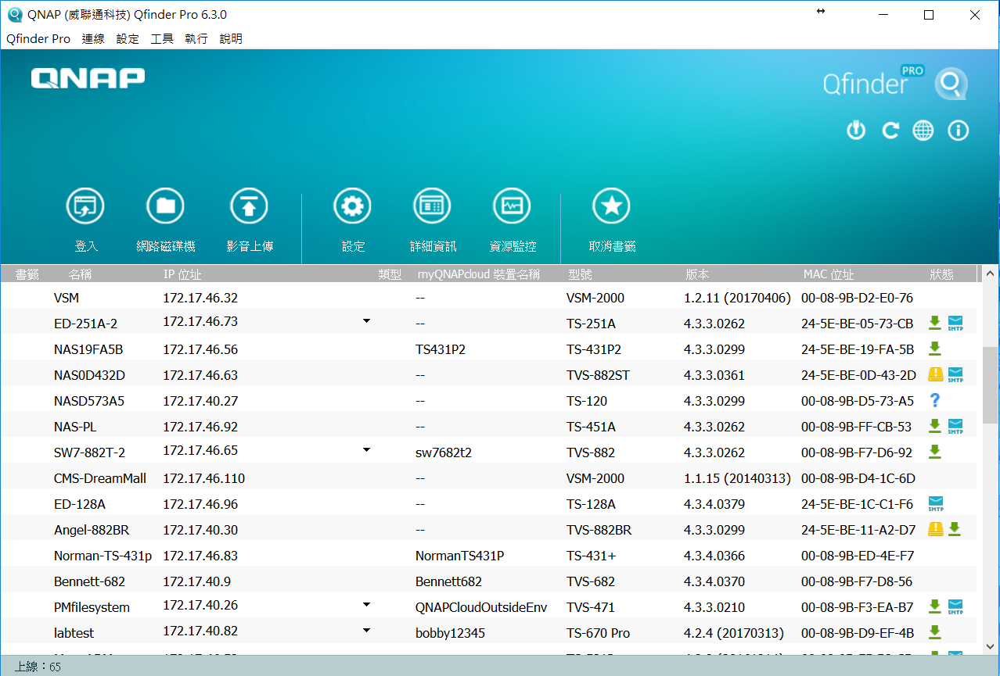 QNAP (威聯通科技) Qfinder Pro 6.3.0
Qfinder Pro 連線 設定 工具 執行 說明
QNAP
Qfinder PRO
登入 網路磁碟機 影音上傳 設定 詳細資訊 資源監控 取消書籤
書籤 名稱 IP 位址 類型 myQNAPcloud 裝置名稱 型號 版本 MAC 位址 狀態
VSM 172.17.46.32 -- VSM-2000 1.2.11 (20170406) 00-08-9B-D2-E0-76
ED-251A-2 172.17.46.73 -- TS-251A 4.3.3.0262 24-5E-BE-05-73-CB SMTP
NAS19FA5B 172.17.46.56 TS431P2 TS-431P2 4.3.3.0299 24-5E-BE-19-FA-5B
NAS0D432D 172.17.46.63 -- TVS-882ST 4.3.3.0361 24-5E-BE-0D-43-2D SMTP
NASD573A5 172.17.40.27 -- TS-120 4.3.3.0299 00-08-9B-D5-73-A5 ?
NAS-PL 172.17.46.92 -- TS-451A 4.3.3.0262 00-08-9B-FF-CB-53 SMTP
SW7-882T-2 172.17.46.65 sw7682t2 TVS-882 4.3.3.0262 00-08-9B-F7-D6-92
CMS-DreamMall 172.17.46.110 -- VSM-2000 1.1.15 (20140313) 00-08-9B-D4-1C-6D
ED-128A 172.17.46.96 -- TS-128A 4.3.4.0379 24-5E-BE-1C-C1-F6 SMTP
Angel-882BR 172.17.40.30 -- TVS-882BR 4.3.3.0299 24-5E-BE-11-A2-D7
Norman-TS-431p 172.17.46.83 NormanTS431P TS-431+ 4.3.4.0366 00-08-9B-ED-4E-F7
Bennett-682 172.17.40.9 Bennett682 TVS-682 4.3.4.0370 00-08-9B-F7-D8-56
PMfilesystem 172.17.40.26 QNAPCloudOutsideEnv TVS-471 4.3.3.0210 00-08-9B-F3-EA-B7 SMTP
labtest 172.17.40.82 bobby12345 TS-670 Pro 4.2.4 (20170313) 00-08-9B-D9-EF-4B
上線：65